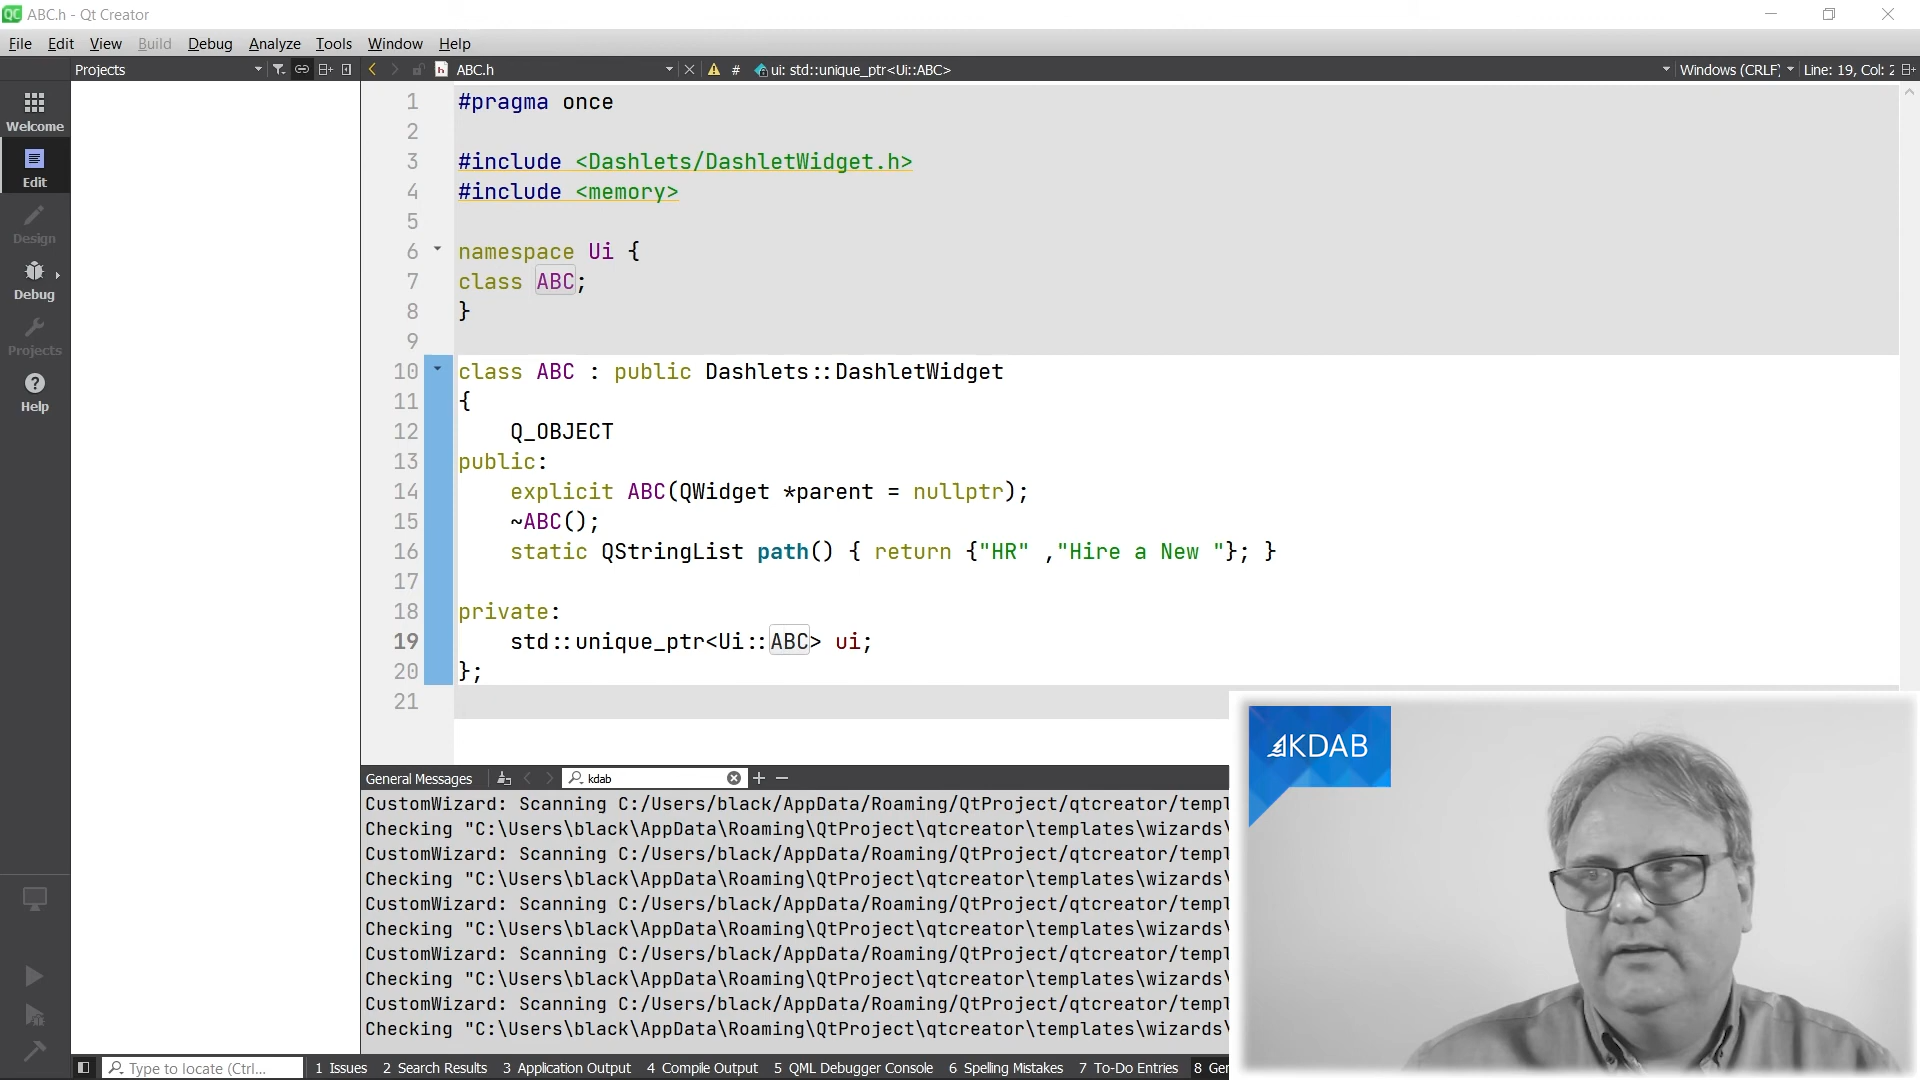 ABC.h - Qt Creator
File Edit View Build Debug Analyze Tools Window Help
Projects
ABC.h
# ui: std::unique_ptr<Ui::ABC>
Windows (CRLF)
Line: 19, Col: 2
Welcome
Edit
Design
Debug
Projects
Help
1 #pragma once
2
3 #include <Dashlets/DashletWidget.h>
4 #include <memory>
5
6 namespace Ui {
7 class ABC;
8 }
9
10 class ABC : public Dashlets::DashletWidget
11 {
12 Q_OBJECT
13 public:
14 explicit ABC(QWidget *parent = nullptr);
15 ~ABC();
16 static QStringList path() { return {"HR" ,"Hire a New "}; }
17
18 private:
19 std::unique_ptr<Ui::ABC> ui;
20 };
21
KDAB
General Messages
kdab
CustomWizard: Scanning C:/Users/black/AppData/Roaming/QtProject/qtcreator/templ
Checking "C:\Users\black\AppData\Roaming\QtProject\qtcreator\templates\wizards\
CustomWizard: Scanning C:/Users/black/AppData/Roaming/QtProject/qtcreator/templ
Checking "C:\Users\black\AppData\Roaming\QtProject\qtcreator\templates\wizards\
CustomWizard: Scanning C:/Users/black/AppData/Roaming/QtProject/qtcreator/templ
Checking "C:\Users\black\AppData\Roaming\QtProject\qtcreator\templates\wizards\
CustomWizard: Scanning C:/Users/black/AppData/Roaming/QtProject/qtcreator/templ
Checking "C:\Users\black\AppData\Roaming\QtProject\qtcreator\templates\wizards\
CustomWizard: Scanning C:/Users/black/AppData/Roaming/QtProject/qtcreator/templ
Checking "C:\Users\black\AppData\Roaming\QtProject\qtcreator\templates\wizards\
Type to locate (Ctrl...
1 Issues 2 Search Results 3 Application Output 4 Compile Output 5 QML Debugger Console 6 Spelling Mistakes 7 To-Do Entries 8 Ger